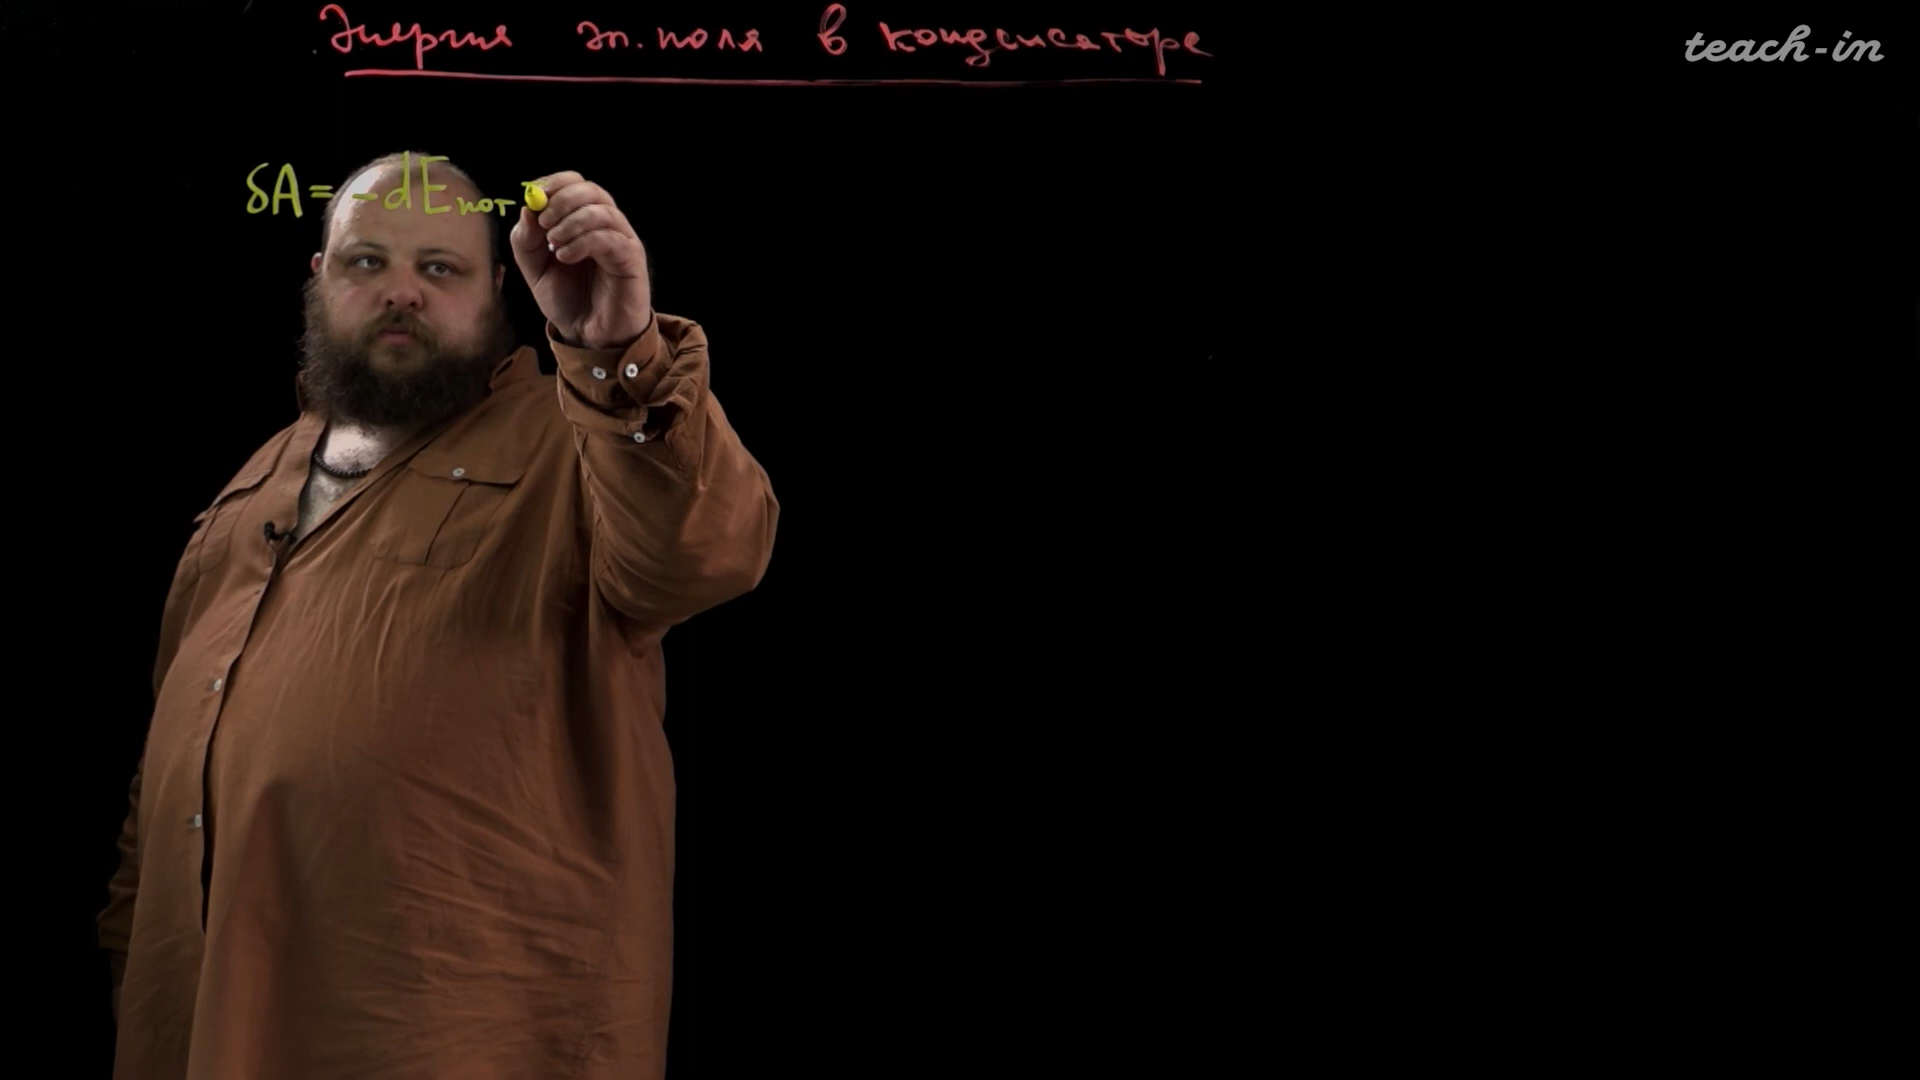 Энергия эл. поля в конденсаторе
teach-in
δA = -dEпот